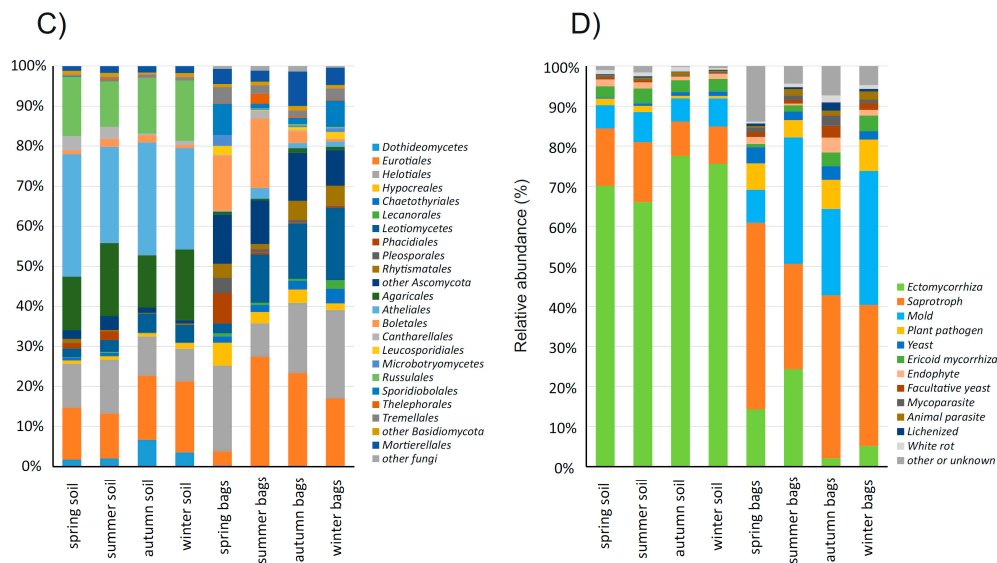 C)
100%
90%
80%
70%
60%
50%
40%
30%
20%
10%
0%
spring soil
summer soil
autumn soil
winter soil
spring bags
summer bags
autumn bags
winter bags
Dothideomycetes
Eurotiales
Helotiales
Hypocreales
Chaetothyriales
Lecanorales
Leotiomycetes
Phacidiales
Pleosporales
Rhytismatales
other Ascomycota
Agaricales
Atheliales
Boletales
Cantharellales
Leucosporidiales
Microbotryomycetes
Russulales
Sporidiobolales
Thelephorales
Tremellales
other Basidiomycota
Mortierellales
other fungi
D)
Relative abundance (%)
100%
90%
80%
70%
60%
50%
40%
30%
20%
10%
0%
spring soil
summer soil
autumn soil
winter soil
spring bags
summer bags
autumn bags
winter bags
Ectomycorrhiza
Saprotroph
Mold
Plant pathogen
Yeast
Ericoid mycorrhiza
Endophyte
Facultative yeast
Mycoparasite
Animal parasite
Lichenized
White rot
other or unknown